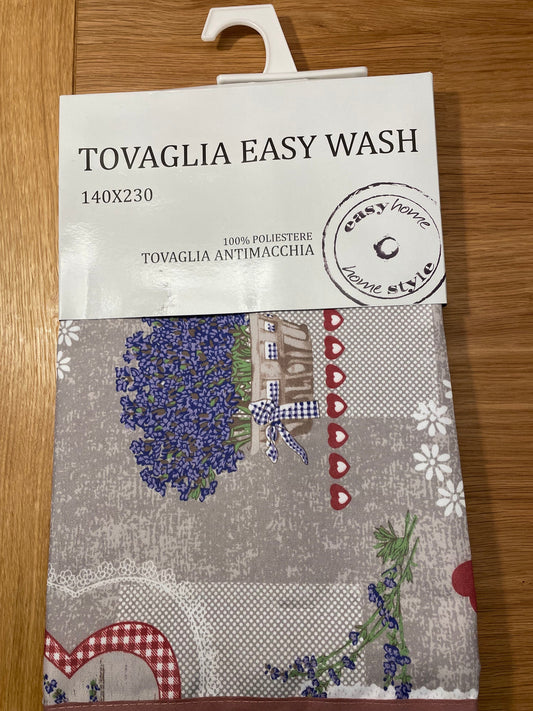 TOVAGLIA EASY WASH
140X230
100% POLIESTERE
TOVAGLIA ANTIMACCHIA
easy home
home style